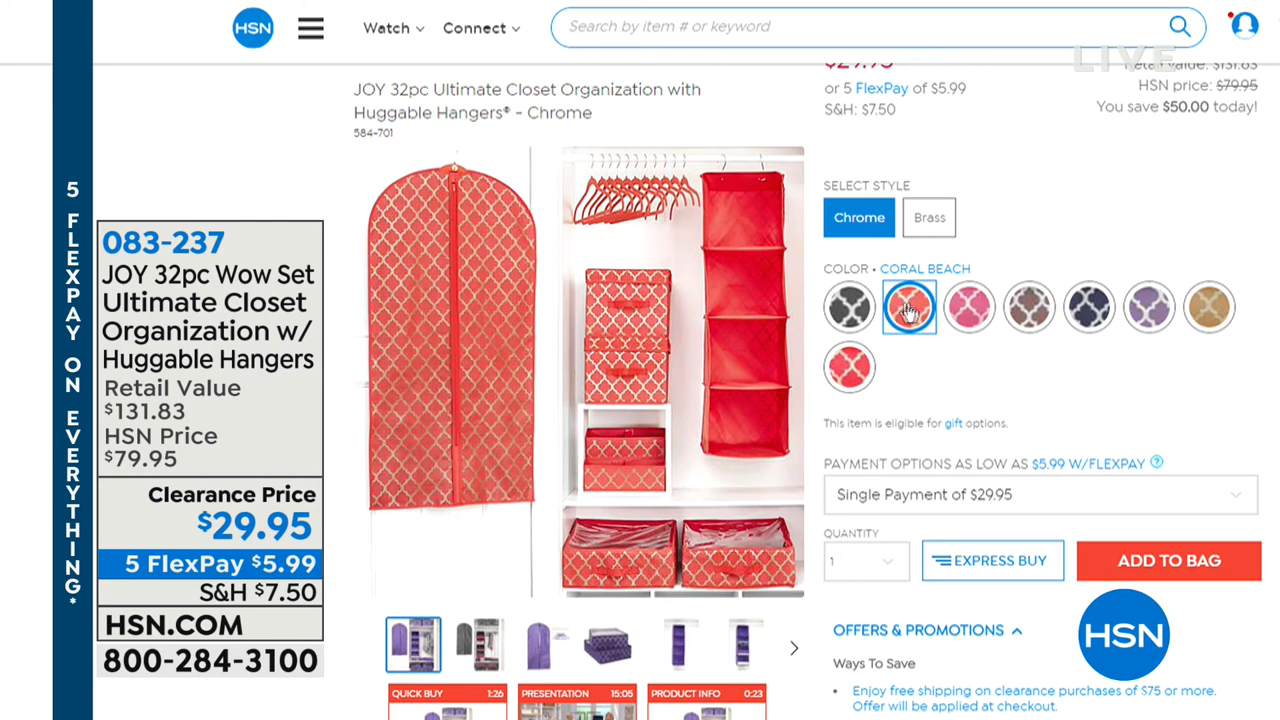 HSN
Watch
Connect
Search by item # or keyword
LIVE
$29.95
Retail Value: $131.83
or 5 FlexPay of $5.99
HSN price: $79.95
S&H: $7.50
You save $50.00 today!
JOY 32pc Ultimate Closet Organization with
Huggable Hangers® - Chrome
584-701
SELECT STYLE
Chrome
Brass
COLOR • CORAL BEACH
This item is eligible for gift options.
PAYMENT OPTIONS AS LOW AS $5.99 W/FLEXPAY ?
Single Payment of $29.95
QUANTITY
1
EXPRESS BUY
ADD TO BAG
OFFERS & PROMOTIONS
HSN
Ways To Save
• Enjoy free shipping on clearance purchases of $75 or more.
Offer will be applied at checkout.
QUICK BUY 1:26
PRESENTATION 15:05
PRODUCT INFO 0:23
5 FLEXPAY ON EVERYTHING*
083-237
JOY 32pc Wow Set
Ultimate Closet
Organization w/
Huggable Hangers
Retail Value
$131.83
HSN Price
$79.95
Clearance Price
$29.95
5 FlexPay $5.99
S&H $7.50
HSN.COM
800-284-3100